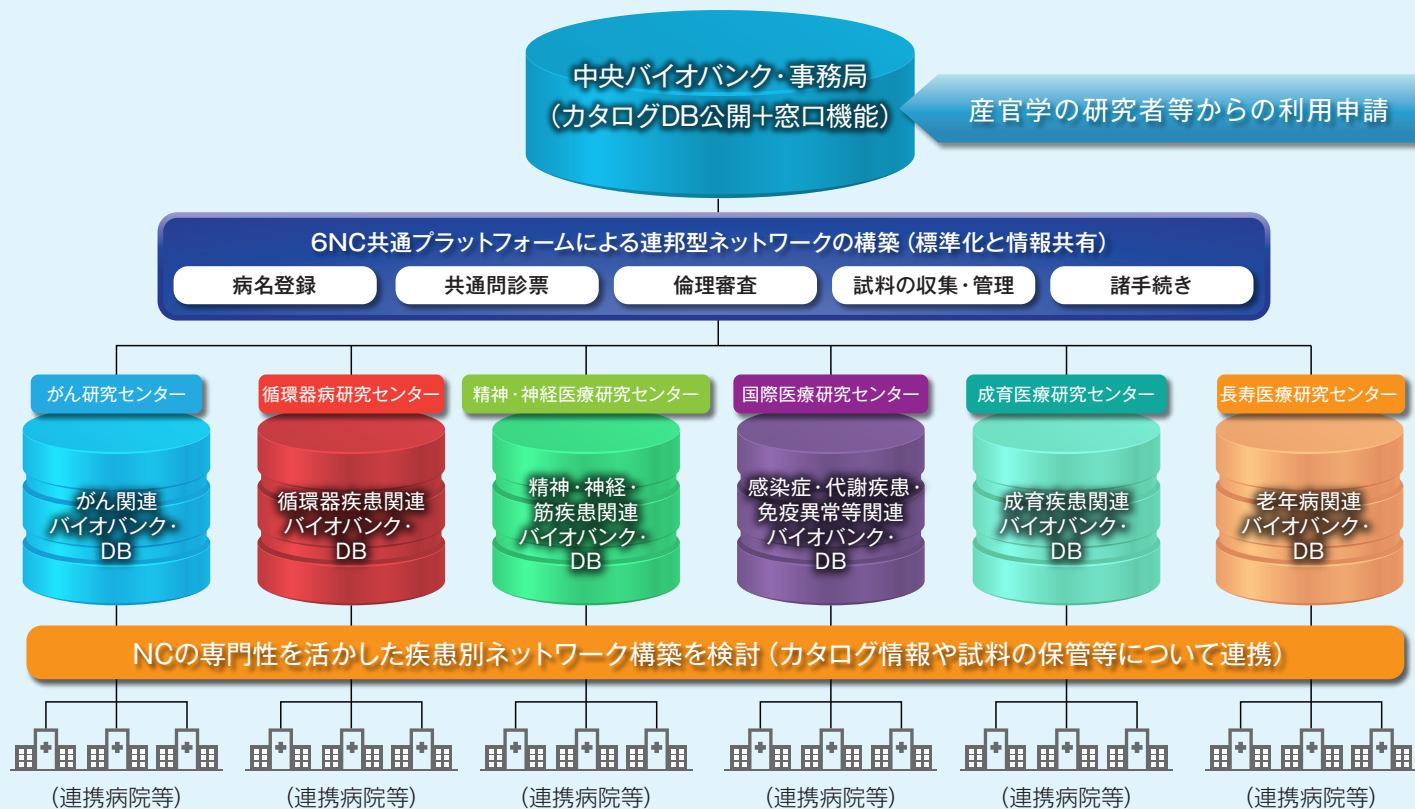 中央バイオバンク・事務局
(カタログDB公開+窓口機能)
産官学の研究者等からの利用申請
6NC共通プラットフォームによる連邦型ネットワークの構築(標準化と情報共有)
病名登録
共通問診票
倫理審査
試料の収集・管理
諸手続き
がん研究センター
循環器病研究センター
精神・神経医療研究センター
国際医療研究センター
成育医療研究センター
長寿医療研究センター
がん関連
バイオバンク・
DB
循環器疾患関連
バイオバンク・
DB
精神・神経・
筋疾患関連
バイオバンク・
DB
感染症・代謝疾患・
免疫異常等関連
バイオバンク・
DB
成育疾患関連
バイオバンク・
DB
老年病関連
バイオバンク・
DB
NCの専門性を活かした疾患別ネットワーク構築を検討(カタログ情報や試料の保管等について連携)
(連携病院等)
(連携病院等)
(連携病院等)
(連携病院等)
(連携病院等)
(連携病院等)